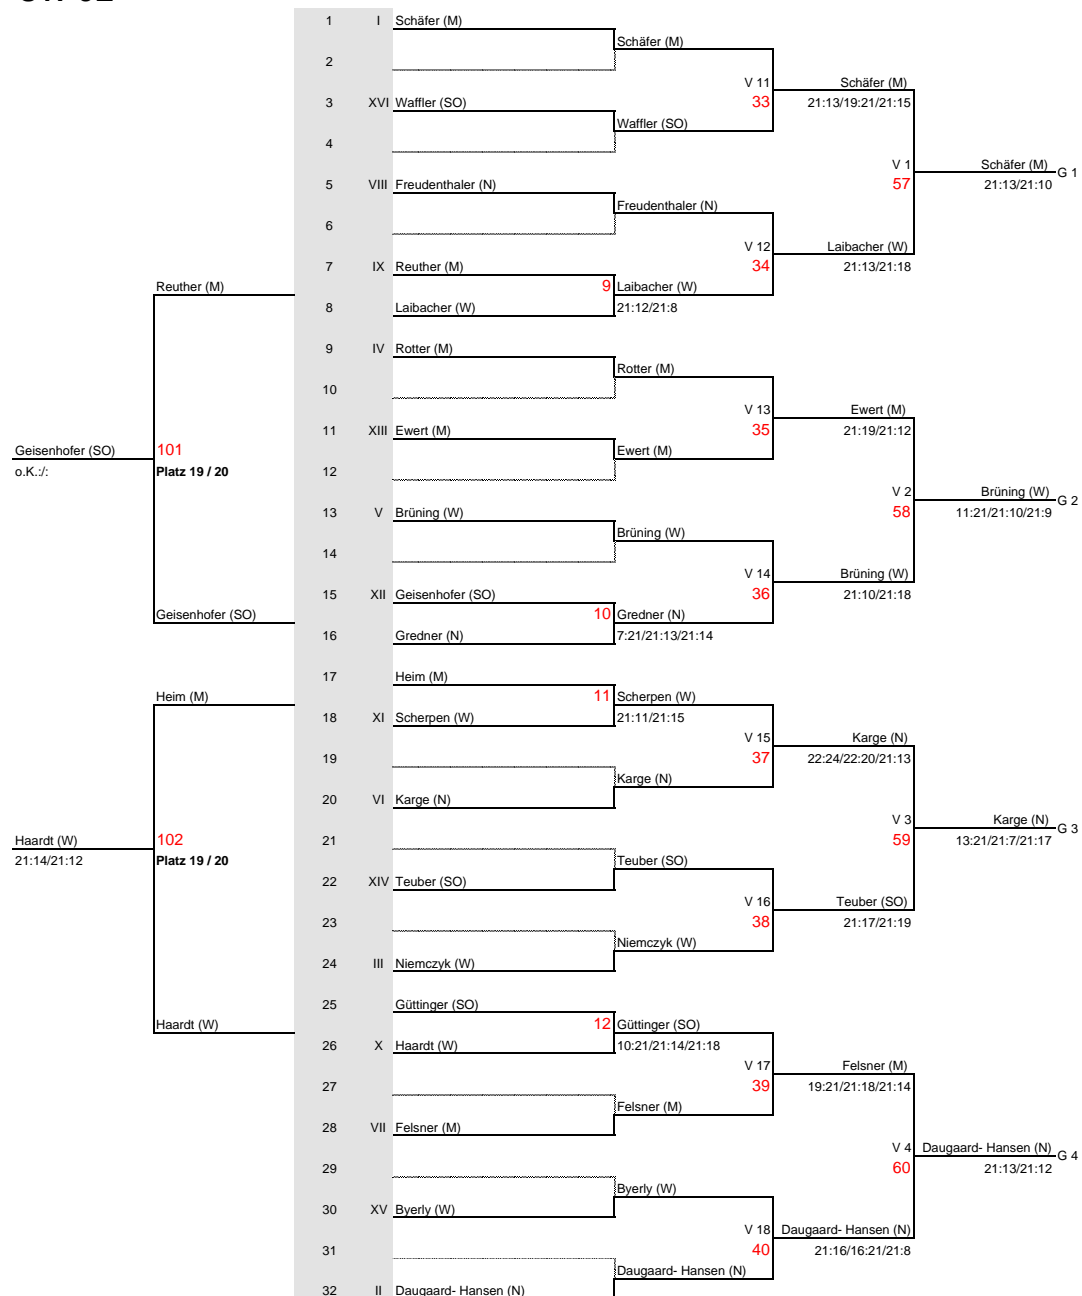 1 I Schäfer (M)
Schäfer (M)
2
V 11 Schäfer (M)
3 XVI Waffler (SO) 33 21:13/19:21/21:15
Waffler (SO)
4
V 1 Schäfer (M) G 1
5 VIII Freudenthaler (N) 57 21:13/21:10
Freudenthaler (N)
6
V 12 Laibacher (W)
7 IX Reuther (M) 34 21:13/21:18
Reuther (M) 9 Laibacher (W)
8 Laibacher (W) 21:12/21:8
9 IV Rotter (M)
Rotter (M)
10
V 13 Ewert (M)
11 XIII Ewert (M) 35 21:19/21:12
Geisenhofer (SO) 101 Ewert (M)
o.K.:/: Platz 19 / 20 12
V 2 Brüning (W) G 2
13 V Brüning (W) 58 11:21/21:10/21:9
Brüning (W)
14
V 14 Brüning (W)
15 XII Geisenhofer (SO) 36 21:10/21:18
Geisenhofer (SO) 10 Gredner (N)
16 Gredner (N) 7:21/21:13/21:14
17 Heim (M)
Heim (M) 11 Scherpen (W)
18 XI Scherpen (W) 21:11/21:15
V 15 Karge (N)
19 37 22:24/22:20/21:13
Karge (N)
20 VI Karge (N)
V 3 Karge (N) G 3
Haardt (W) 102 21 59 13:21/21:7/21:17
21:14/21:12 Platz 19 / 20 Teuber (SO)
22 XIV Teuber (SO)
V 16 Teuber (SO)
23 38 21:17/21:19
Niemczyk (W)
24 III Niemczyk (W)
25 Güttinger (SO)
Haardt (W) 12 Güttinger (SO)
26 X Haardt (W) 10:21/21:14/21:18
V 17 Felsner (M)
27 39 19:21/21:18/21:14
Felsner (M)
28 VII Felsner (M)
V 4 Daugaard- Hansen (N) G 4
29 60 21:13/21:12
Byerly (W)
30 XV Byerly (W)
V 18 Daugaard- Hansen (N)
31 40 21:16/16:21/21:8
Daugaard- Hansen (N)
32 II Daugaard- Hansen (N)